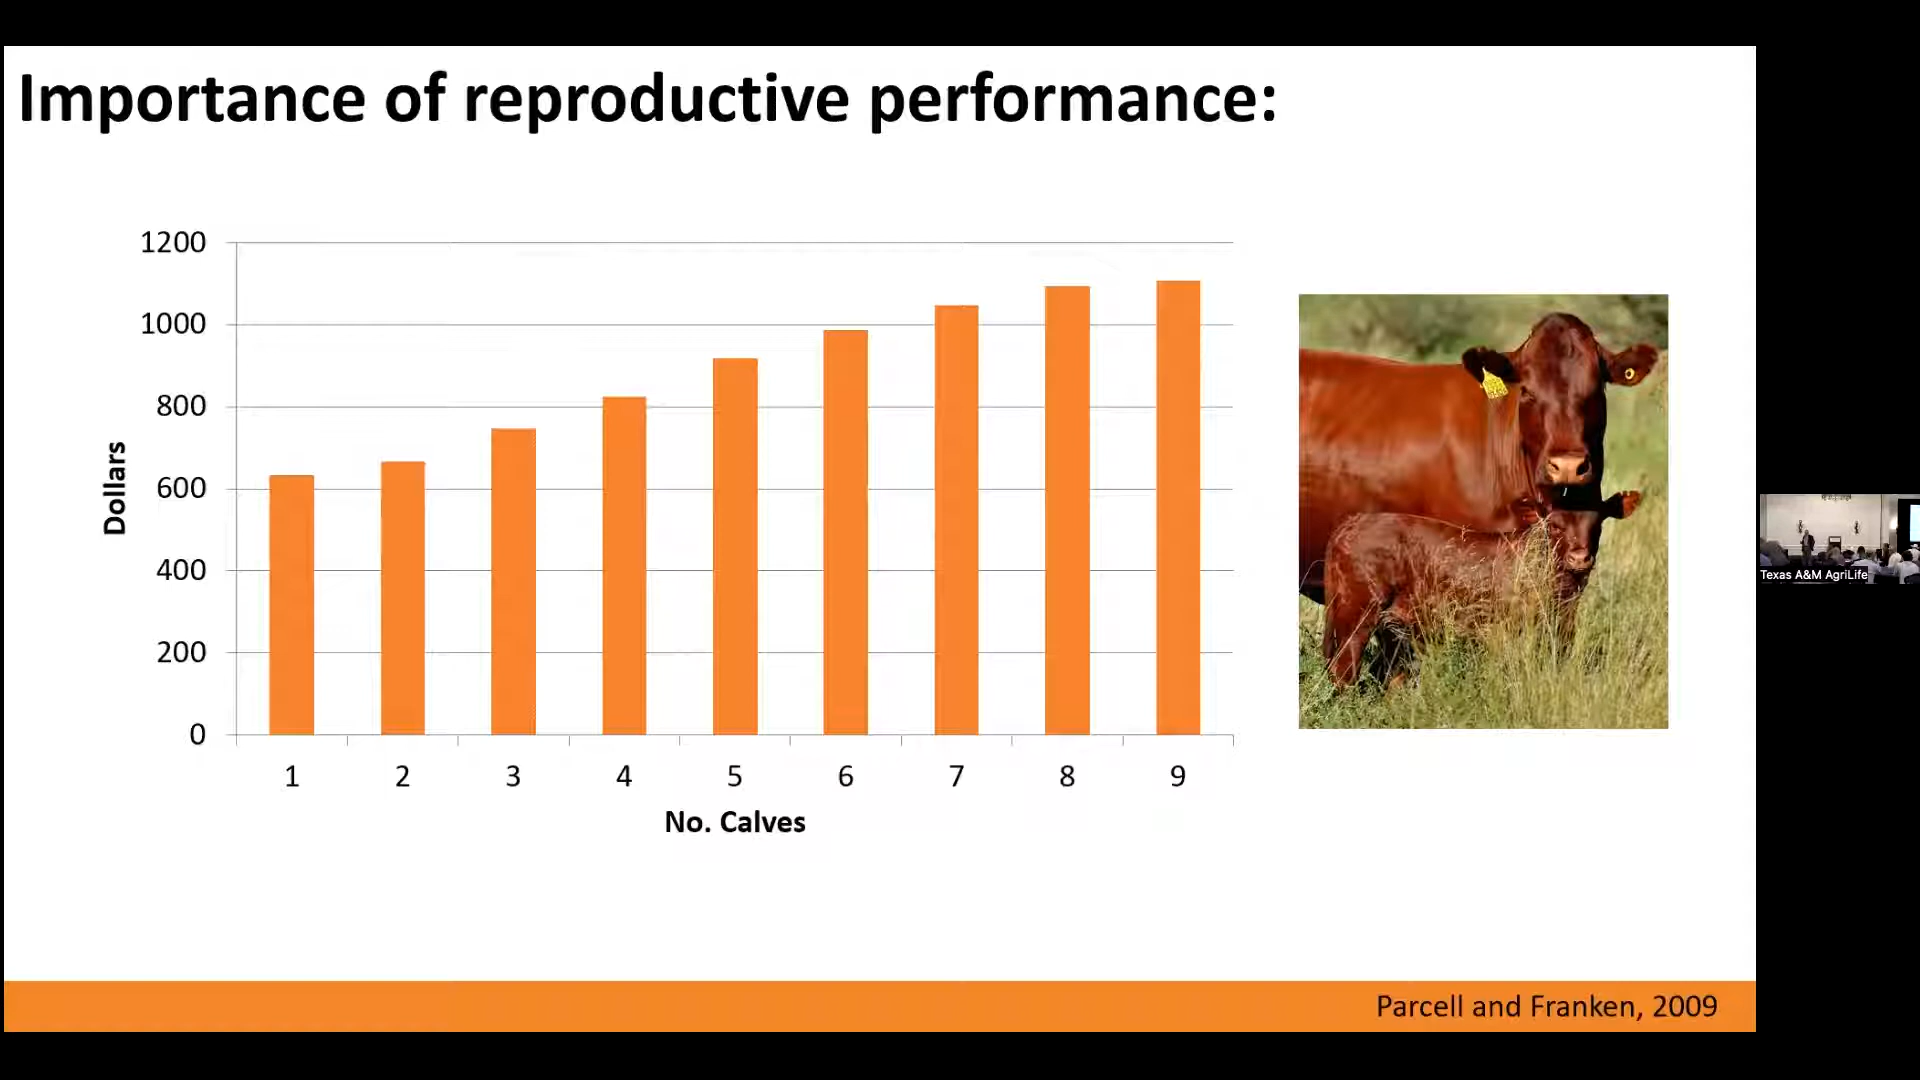 Importance of reproductive performance:
1200
1000
800
600
400
200
0
Dollars
1 2 3 4 5 6 7 8 9
No. Calves
Texas A&M AgriLife
Parcell and Franken, 2009